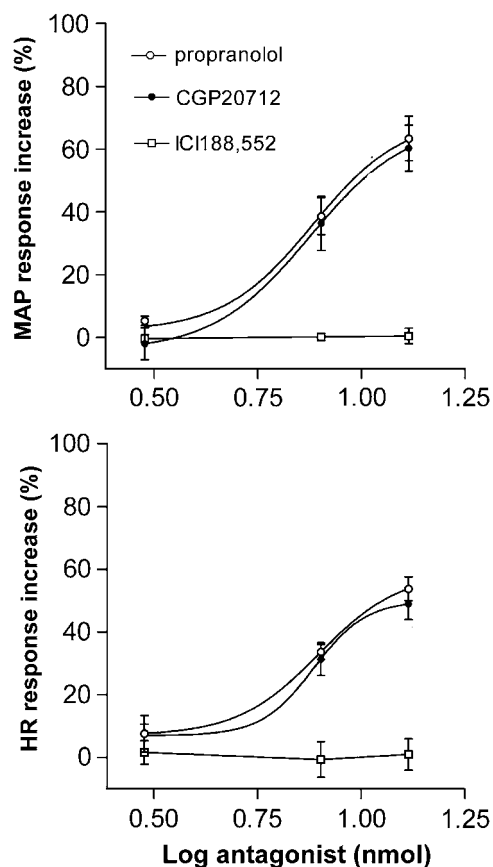 100
80
60
40
20
0
MAP response increase (%)
propranolol
CGP20712
ICI188,552
0.50 0.75 1.00 1.25
100
80
60
40
20
0
HR response increase (%)
0.50 0.75 1.00 1.25
Log antagonist (nmol)